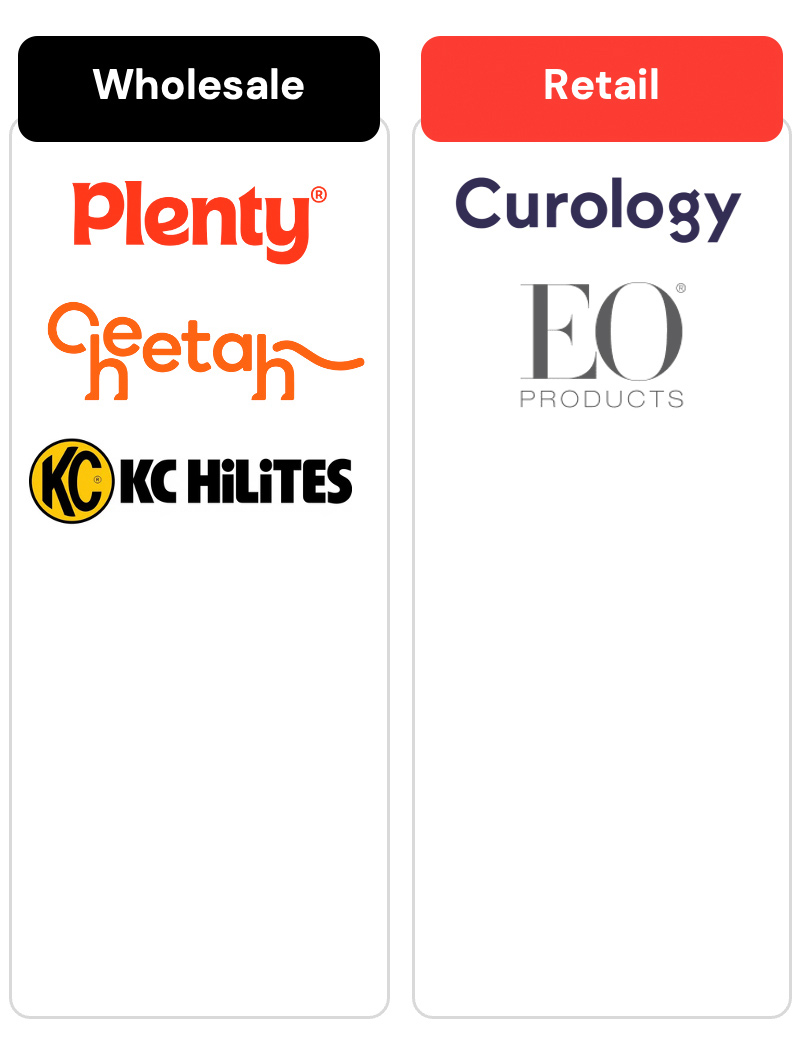 Wholesale
Plenty®
Cheetah
KC® KC HiLiTES
Retail
Curology
EO®
PRODUCTS